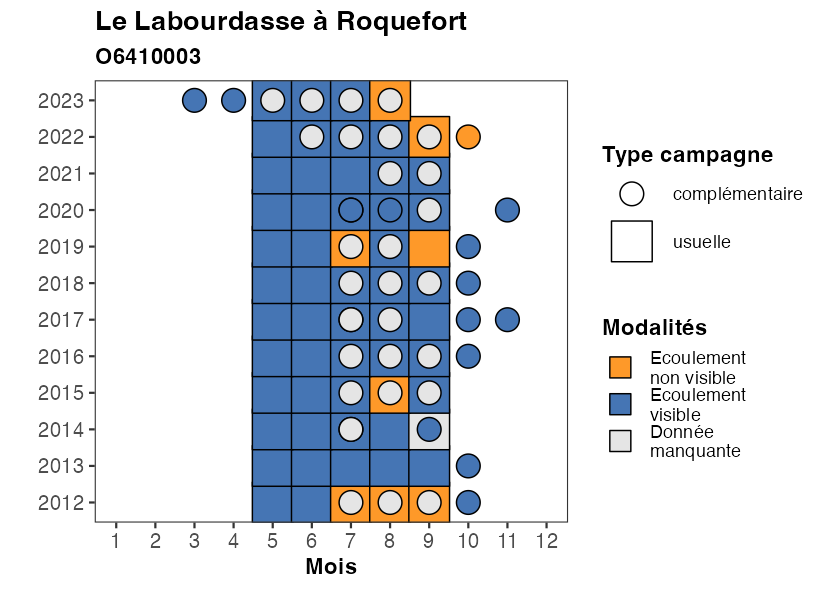 Le Labourdasse à Roquefort
O6410003
2023
2022
2021
2020
2019
2018
2017
2016
2015
2014
2013
2012
1 2 3 4 5 6 7 8 9 10 11 12
Mois
Type campagne
complémentaire
usuelle
Modalités
Ecoulement
non visible
Ecoulement
visible
Donnée
manquante